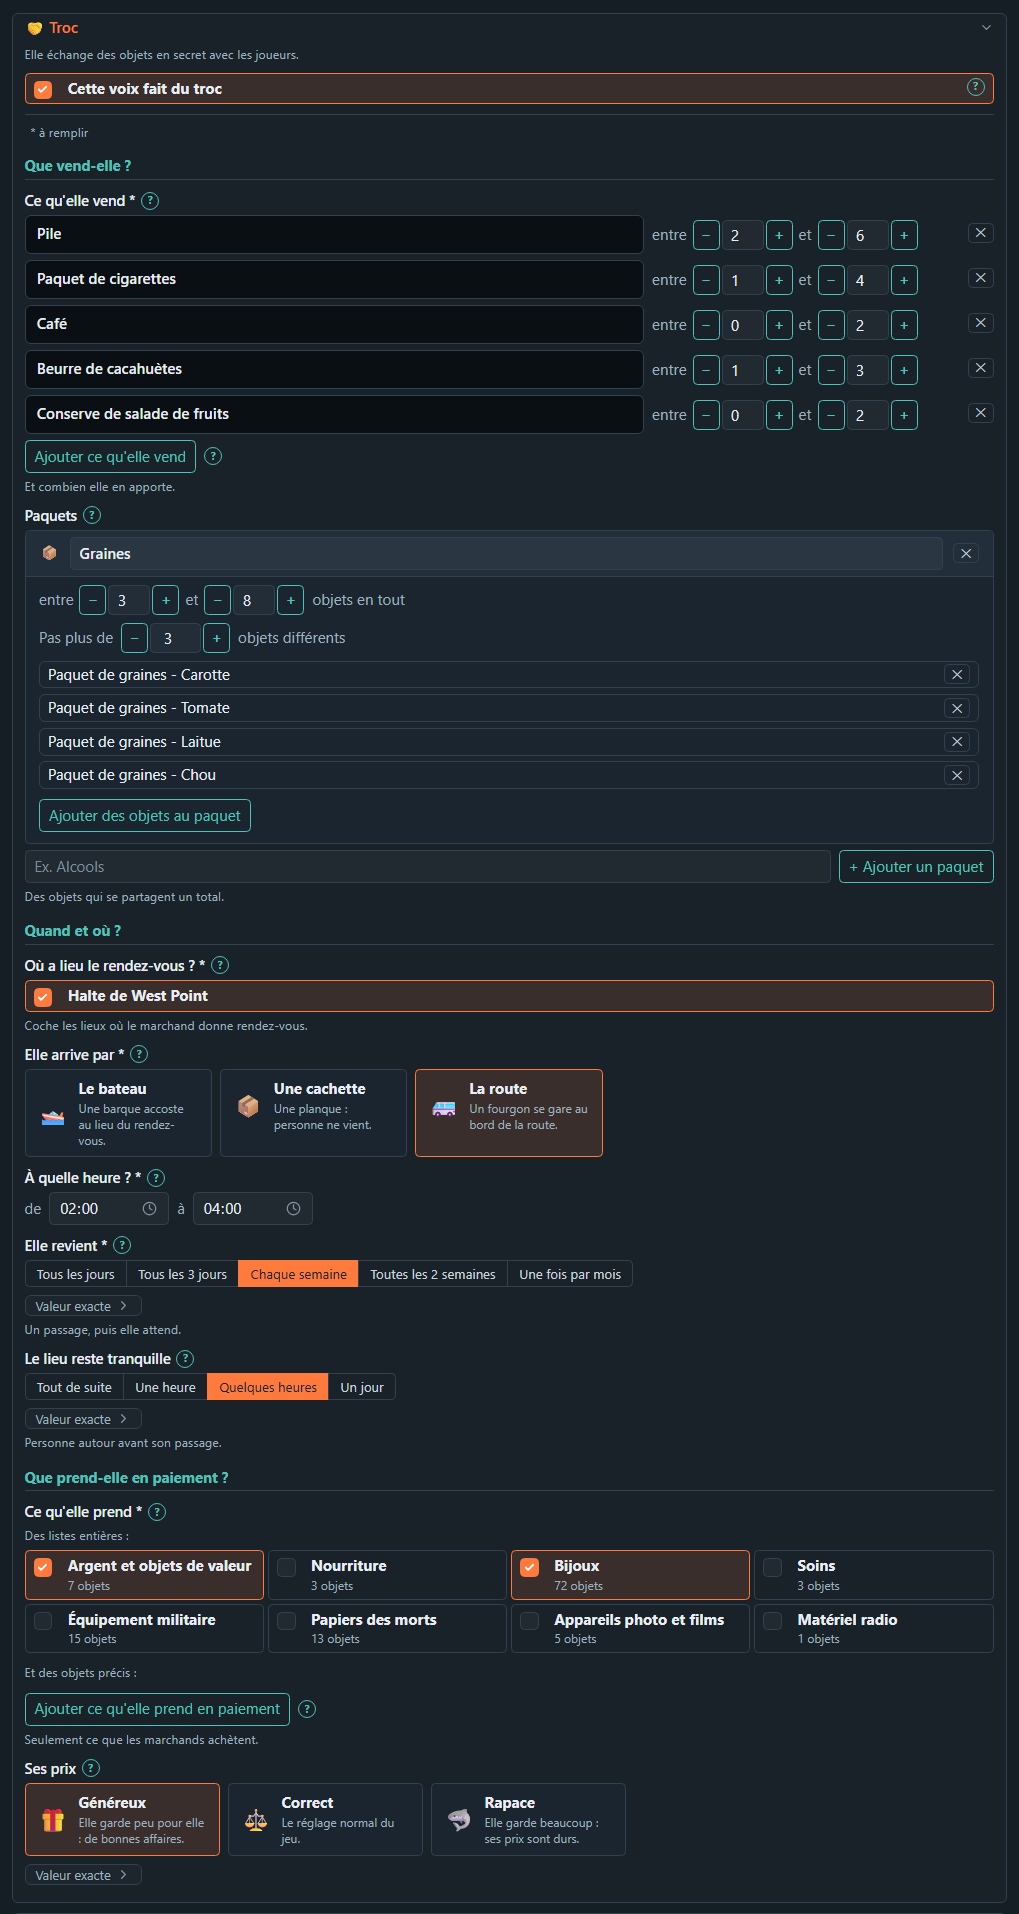 Troc
Elle échange des objets en secret avec les joueurs.
Cette voix fait du troc ?
* à remplir
Que vend-elle ?
Ce qu'elle vend * ?
Pile entre − 2 + et − 6 + ×
Paquet de cigarettes entre − 1 + et − 4 + ×
Café entre − 0 + et − 2 + ×
Beurre de cacahuètes entre − 1 + et − 3 + ×
Conserve de salade de fruits entre − 0 + et − 2 + ×
Ajouter ce qu'elle vend ?
Et combien elle en apporte.
Paquets ?
Graines ×
entre − 3 + et − 8 + objets en tout
Pas plus de − 3 + objets différents
Paquet de graines - Carotte ×
Paquet de graines - Tomate ×
Paquet de graines - Laitue ×
Paquet de graines - Chou ×
Ajouter des objets au paquet
Ex. Alcools + Ajouter un paquet
Des objets qui se partagent un total.
Quand et où ?
Où a lieu le rendez-vous ? * ?
Halte de West Point
Coche les lieux où le marchand donne rendez-vous.
Elle arrive par * ?
Le bateau
Une barque accoste
au lieu du rendez-
vous.
Une cachette
Une planque :
personne ne vient.
La route
Un fourgon se gare au
bord de la route.
À quelle heure ? * ?
de 02:00 à 04:00
Elle revient * ?
Tous les jours Tous les 3 jours Chaque semaine Toutes les 2 semaines Une fois par mois
Valeur exacte >
Un passage, puis elle attend.
Le lieu reste tranquille ?
Tout de suite Une heure Quelques heures Un jour
Valeur exacte >
Personne autour avant son passage.
Que prend-elle en paiement ?
Ce qu'elle prend * ?
Des listes entières :
Argent et objets de valeur
7 objets
Nourriture
3 objets
Bijoux
72 objets
Soins
3 objets
Équipement militaire
15 objets
Papiers des morts
13 objets
Appareils photo et films
5 objets
Matériel radio
1 objets
Et des objets précis :
Ajouter ce qu'elle prend en paiement ?
Seulement ce que les marchands achètent.
Ses prix ?
Généreux
Elle garde peu pour elle
: de bonnes affaires.
Correct
Le réglage normal du
jeu.
Rapace
Elle garde beaucoup :
ses prix sont durs.
Valeur exacte >